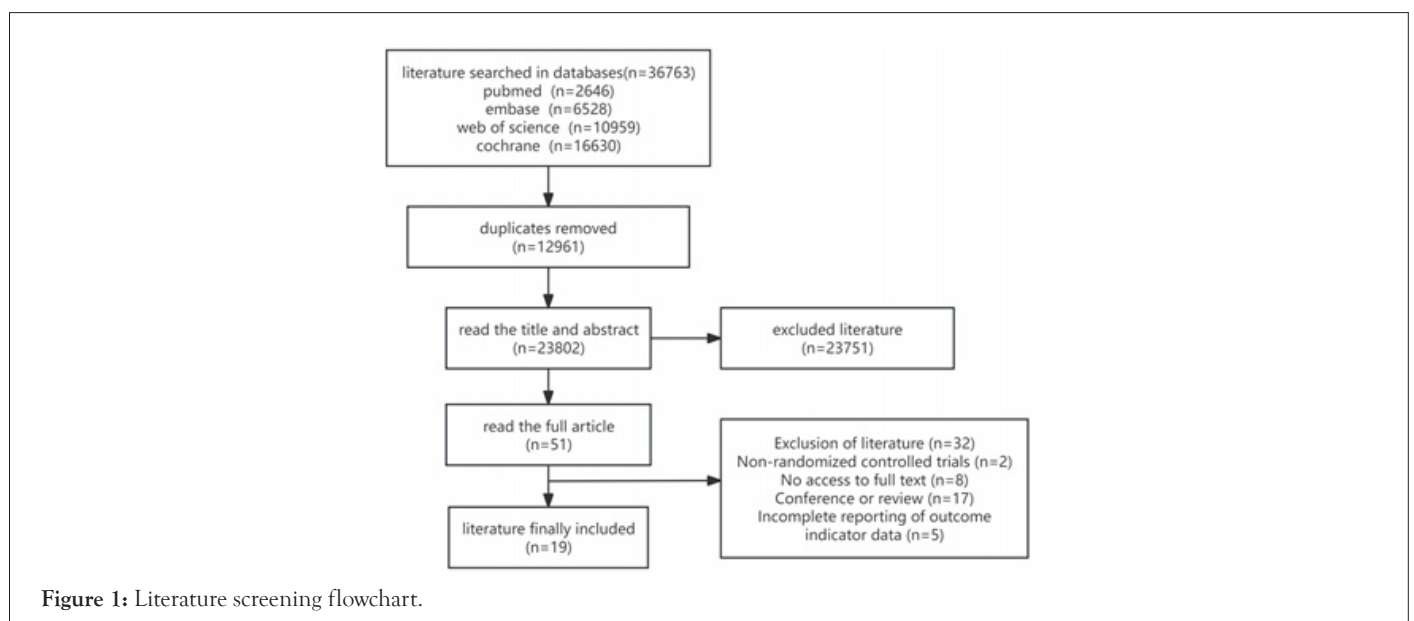 literature searched in databases(n=36763)
pubmed (n=2646)
embase (n=6528)
web of science (n=10959)
cochrane (n=16630)
duplicates removed
(n=12961)
read the title and abstract
(n=23802)
excluded literature
(n=23751)
read the full article
(n=51)
Exclusion of literature (n=32)
Non-randomized controlled trials (n=2)
No access to full text (n=8)
Conference or review (n=17)
Incomplete reporting of outcome
indicator data (n=5)
literature finally included
(n=19)
Figure 1: Literature screening flowchart.